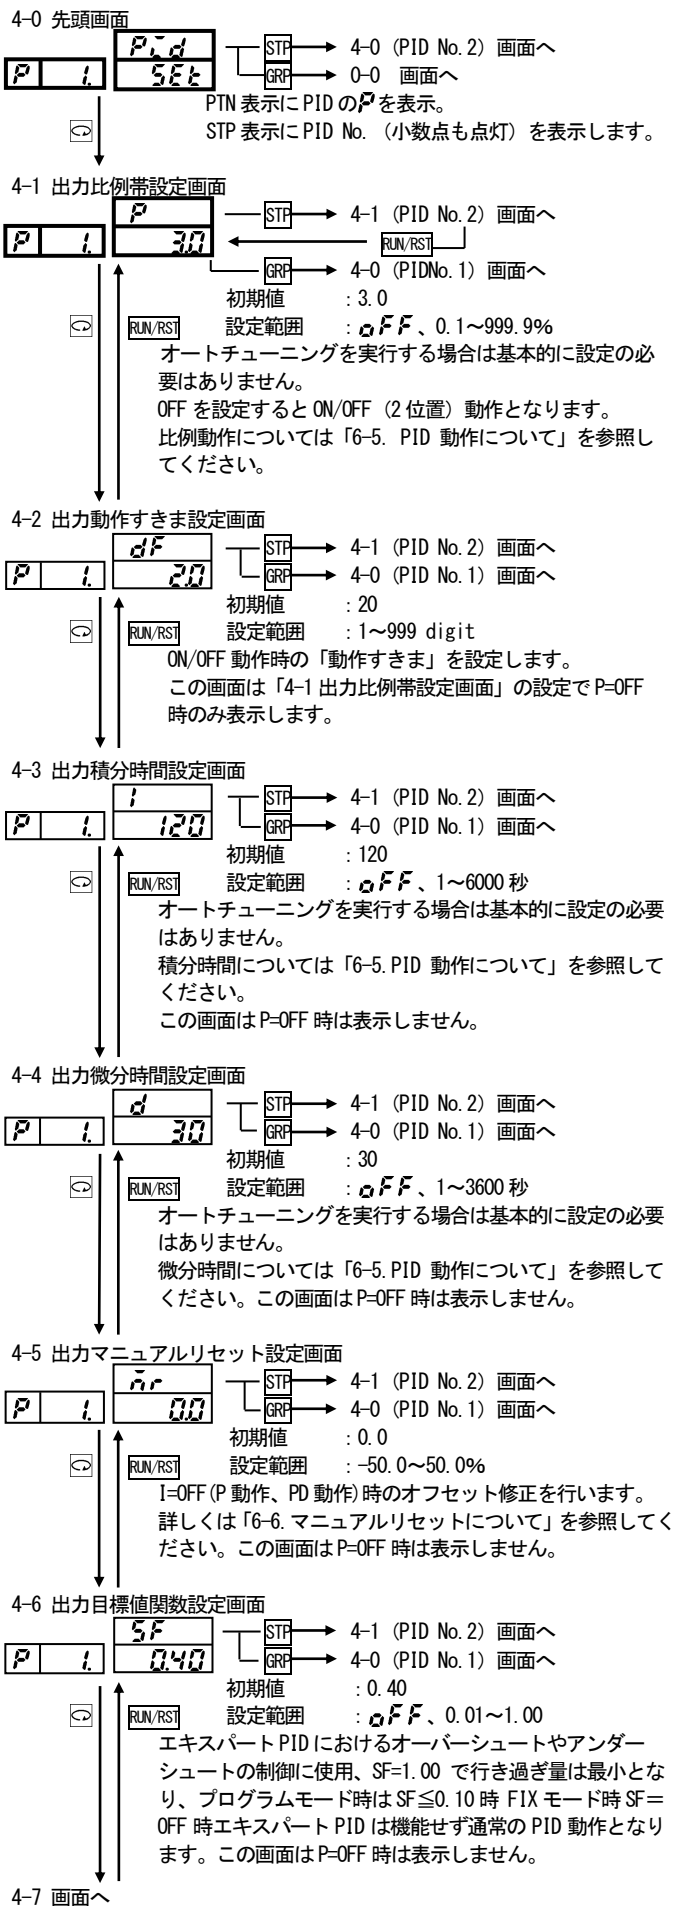 4-0 先頭画面
Pid STP 4-0 (PID No.2) 画面へ
P 1. SEt GRP 0-0 画面へ
PTN 表示に PID の P を表示。
STP 表示に PID No. (小数点も点灯) を表示します。
4-1 出力比例帯設定画面
P STP 4-1 (PID No.2) 画面へ
P 1. 3.0 RUN/RST
GRP 4-0 (PIDNo.1) 画面へ
初期値 :3.0
RUN/RST 設定範囲 :oFF、0.1～999.9%
オートチューニングを実行する場合は基本的に設定の必
要はありません。
OFF を設定すると ON/OFF (2 位置) 動作となります。
比例動作については「6-5. PID 動作について」を参照し
てください。
4-2 出力動作すきま設定画面
dF STP 4-1 (PID No.2) 画面へ
P 1. 2.0 GRP 4-0 (PID No.1) 画面へ
初期値 :20
RUN/RST 設定範囲 :1～999 digit
ON/OFF 動作時の「動作すきま」を設定します。
この画面は「4-1 出力比例帯設定画面」の設定で P=OFF
時のみ表示します。
4-3 出力積分時間設定画面
I STP 4-1 (PID No.2) 画面へ
P 1. 120 GRP 4-0 (PID No.1) 画面へ
初期値 :120
RUN/RST 設定範囲 :oFF、1～6000 秒
オートチューニングを実行する場合は基本的に設定の必要
はありません。
積分時間については「6-5.PID 動作について」を参照して
ください。
この画面は P=OFF 時は表示しません。
4-4 出力微分時間設定画面
d STP 4-1 (PID No.2) 画面へ
P 1. 30 GRP 4-0 (PID No.1) 画面へ
初期値 :30
RUN/RST 設定範囲 :oFF、1～3600 秒
オートチューニングを実行する場合は基本的に設定の必要
はありません。
微分時間については「6-5.PID 動作について」を参照して
ください。この画面は P=OFF 時は表示しません。
4-5 出力マニュアルリセット設定画面
mr STP 4-1 (PID No.2) 画面へ
P 1. 0.0 GRP 4-0 (PID No.1) 画面へ
初期値 :0.0
RUN/RST 設定範囲 :-50.0～50.0%
I=OFF(P 動作、PD 動作)時のオフセット修正を行います。
詳しくは「6-6.マニュアルリセットについて」を参照してく
ださい。この画面は P=OFF 時は表示しません。
4-6 出力目標値関数設定画面
SF STP 4-1 (PID No.2) 画面へ
P 1. 0.40 GRP 4-0 (PID No.1) 画面へ
初期値 :0.40
RUN/RST 設定範囲 :oFF、0.01～1.00
エキスパート PID におけるオーバーシュートやアンダー
シュートの制御に使用、SF=1.00 で行き過ぎ量は最小とな
り、プログラムモード時は SF≦0.10 時 FIX モード時 SF＝
OFF 時エキスパート PID は機能せず通常の PID 動作となり
ます。この画面は P=OFF 時は表示しません。
4-7 画面へ